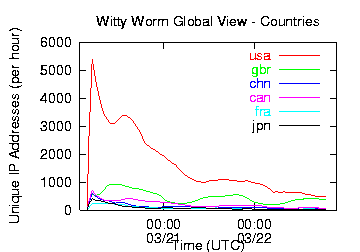 Witty Worm Global View - Countries
Unique IP Addresses (per hour)
6000
5000
4000
3000
2000
1000
0
usa
gbr
chn
can
fra
jpn
00:00
03/21
00:00
03/22
Time (UTC)